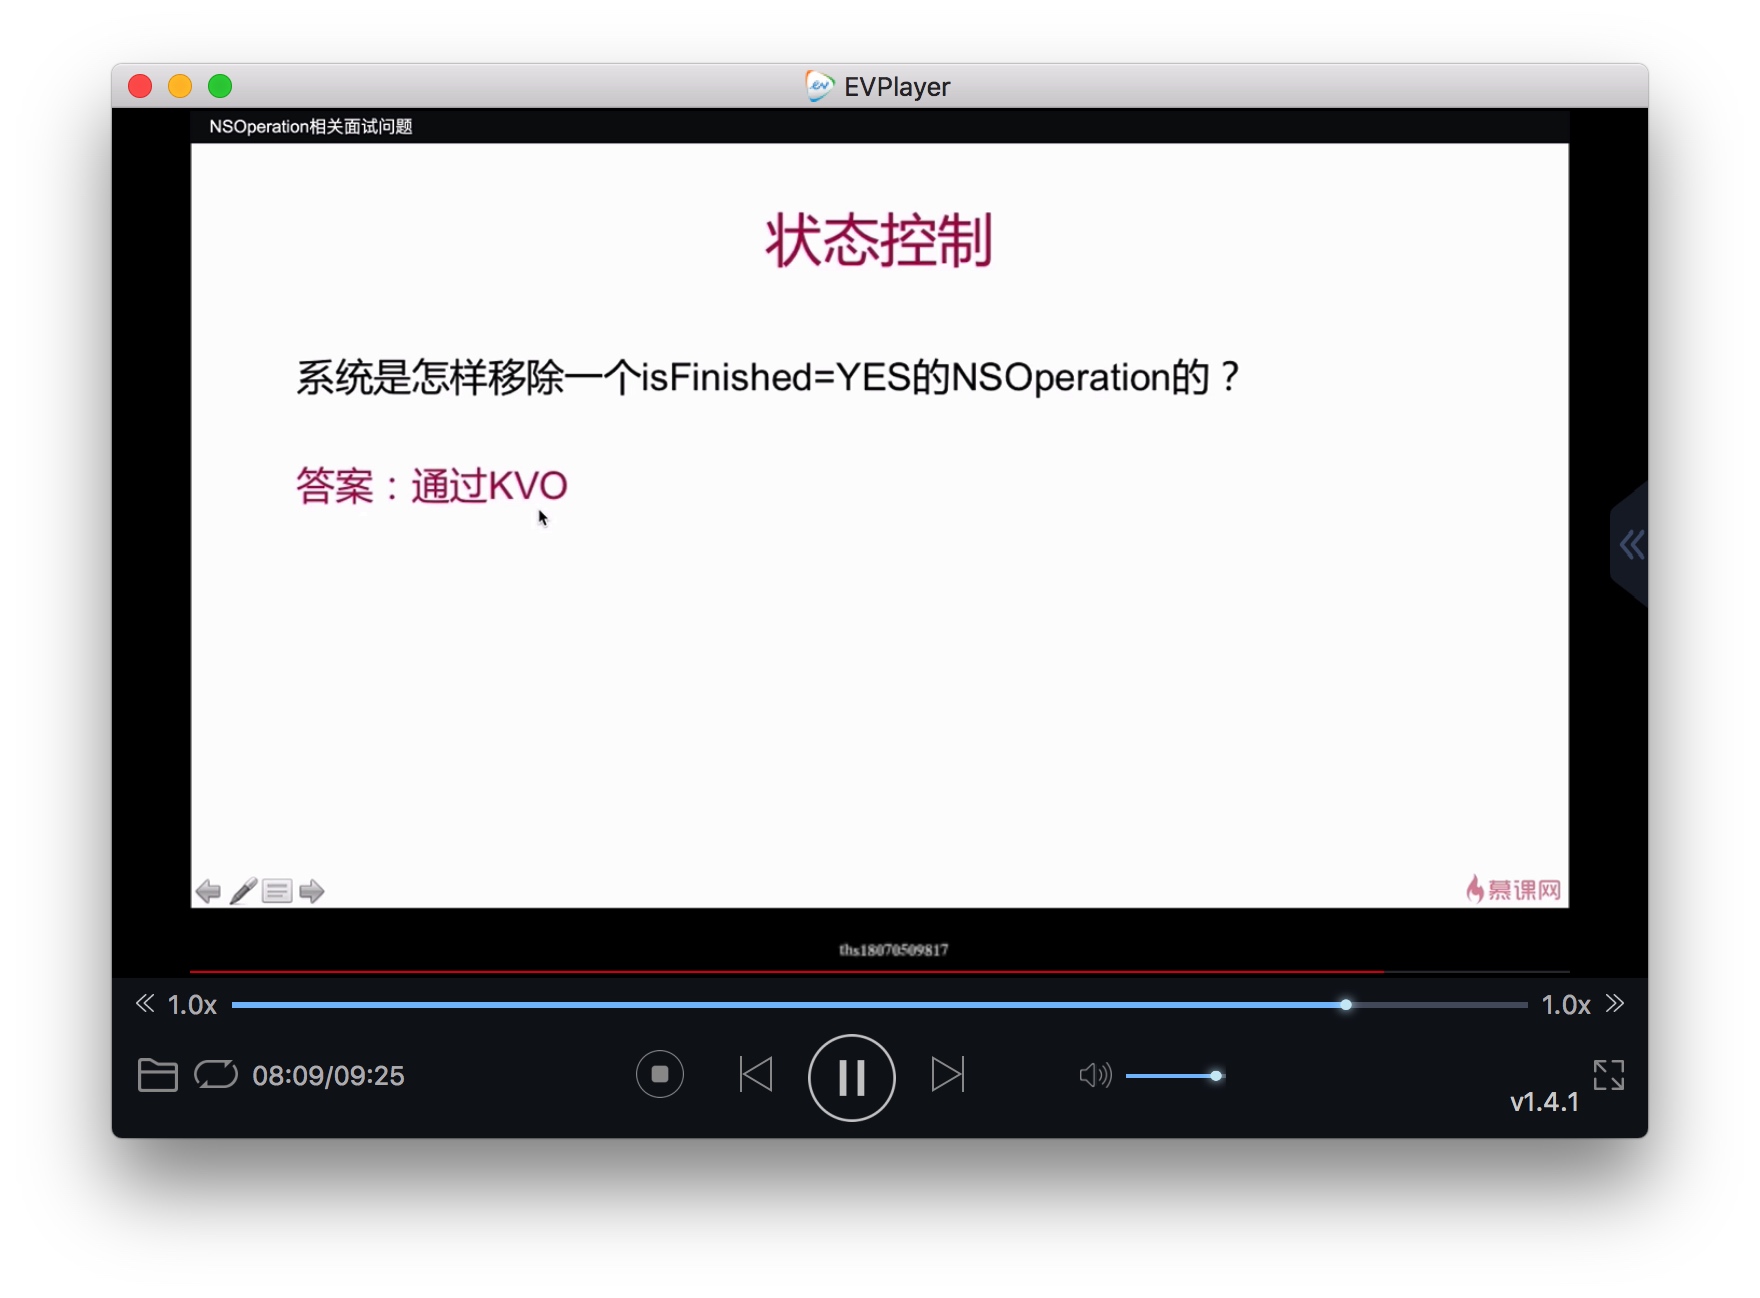 EVPlayer
NSOperation相关面试问题
状态控制
系统是怎样移除一个isFinished=YES的NSOperation的？
答案：通过KVO
慕课网
ths18070509817
1.0x
1.0x
08:09/09:25
v1.4.1